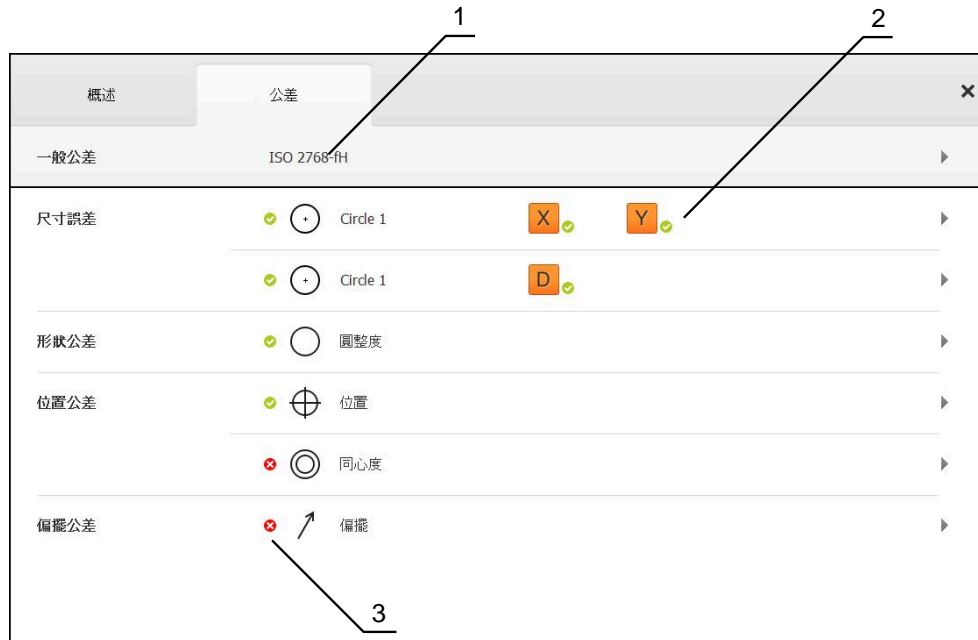 1
2
概述 公差
一般公差 ISO 2768-fH
尺寸誤差 Circle 1 X Y
Circle 1 D
形狀公差 圓整度
位置公差 位置
同心度
偏擺公差 偏擺
3